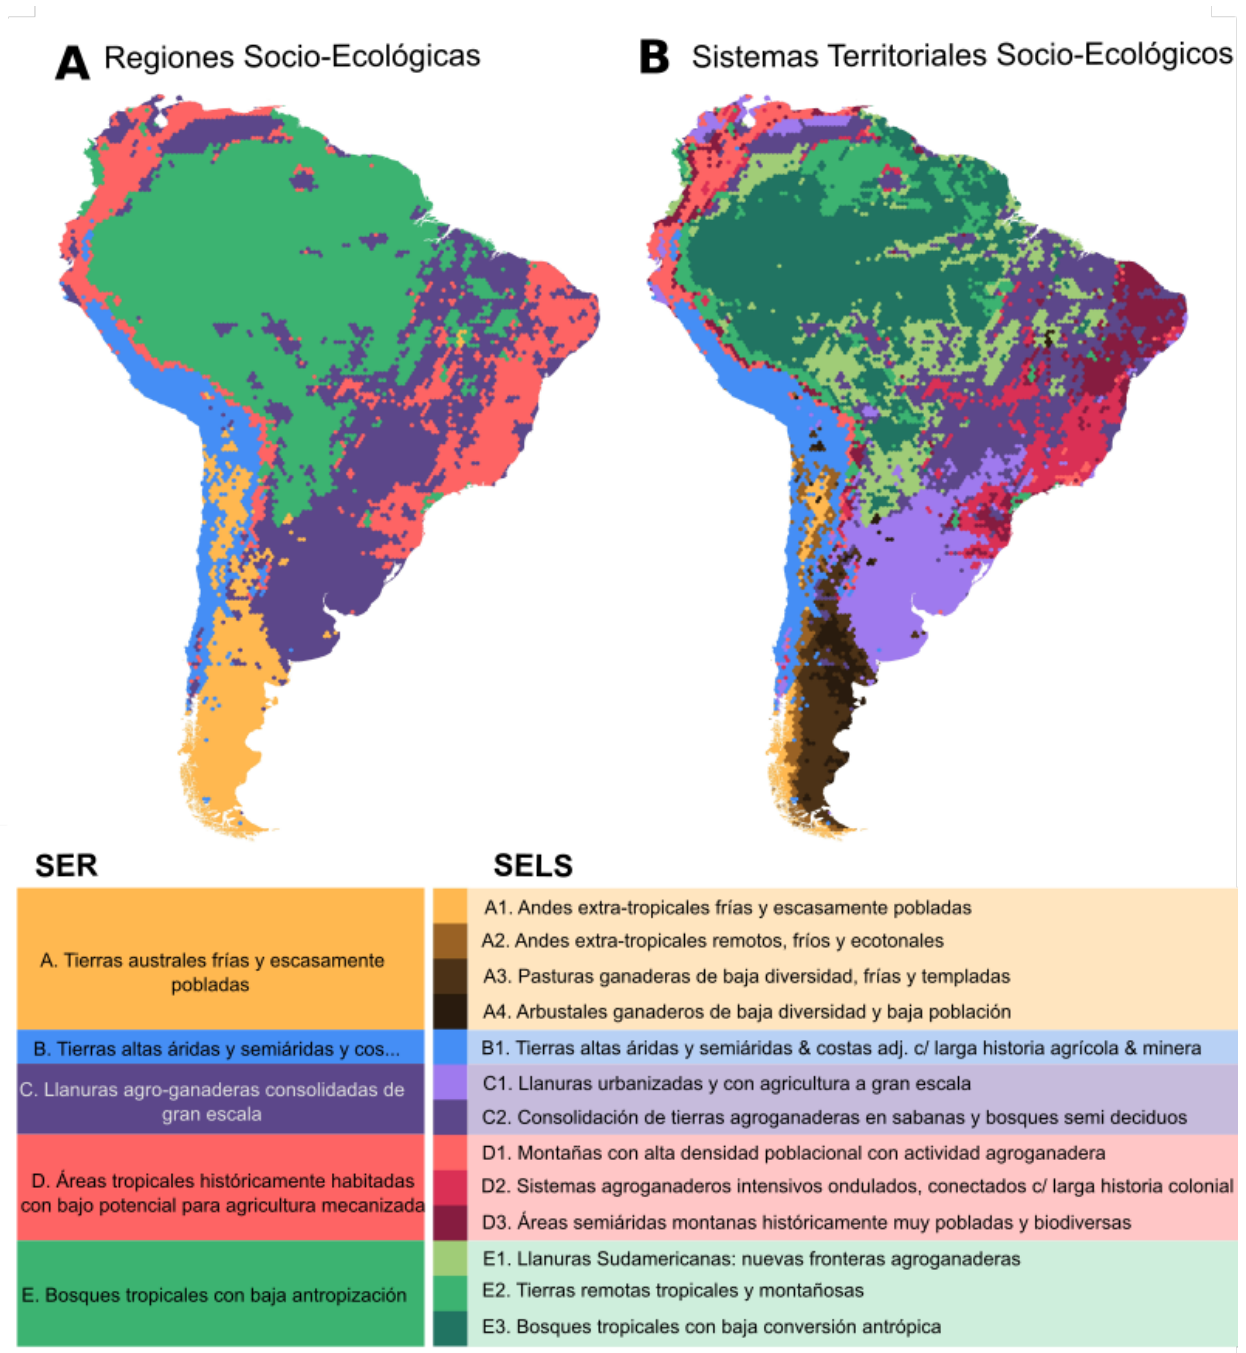 A Regiones Socio-Ecológicas
B Sistemas Territoriales Socio-Ecológicos
SER
A. Tierras australes frías y escasamente
pobladas
B. Tierras altas áridas y semiáridas y cos...
C. Llanuras agro-ganaderas consolidadas de
gran escala
D. Áreas tropicales históricamente habitadas
con bajo potencial para agricultura mecanizada
E. Bosques tropicales con baja antropización
SELS
A1. Andes extra-tropicales frías y escasamente pobladas
A2. Andes extra-tropicales remotos, fríos y ecotonales
A3. Pasturas ganaderas de baja diversidad, frías y templadas
A4. Arbustales ganaderos de baja diversidad y baja población
B1. Tierras altas áridas y semiáridas & costas adj. c/ larga historia agrícola & minera
C1. Llanuras urbanizadas y con agricultura a gran escala
C2. Consolidación de tierras agroganaderas en sabanas y bosques semi deciduos
D1. Montañas con alta densidad poblacional con actividad agroganadera
D2. Sistemas agroganaderos intensivos ondulados, conectados c/ larga historia colonial
D3. Áreas semiáridas montanas históricamente muy pobladas y biodiversas
E1. Llanuras Sudamericanas: nuevas fronteras agroganaderas
E2. Tierras remotas tropicales y montañosas
E3. Bosques tropicales con baja conversión antrópica